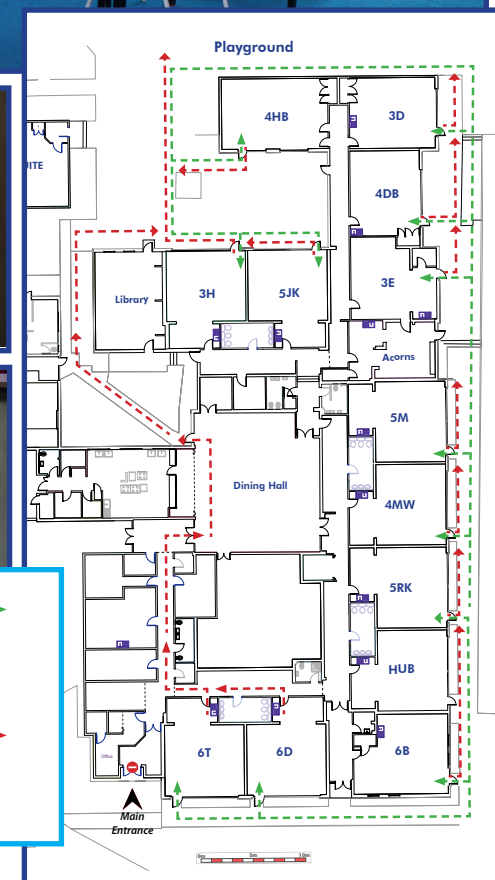 Playground
4HB
3D
UITE
4DB
3E
Library
3H
5JK
Acorns
5M
Dining Hall
4MW
5RK
HUB
6T
6D
6B
Office
Main
Entrance
0m
5m
10m